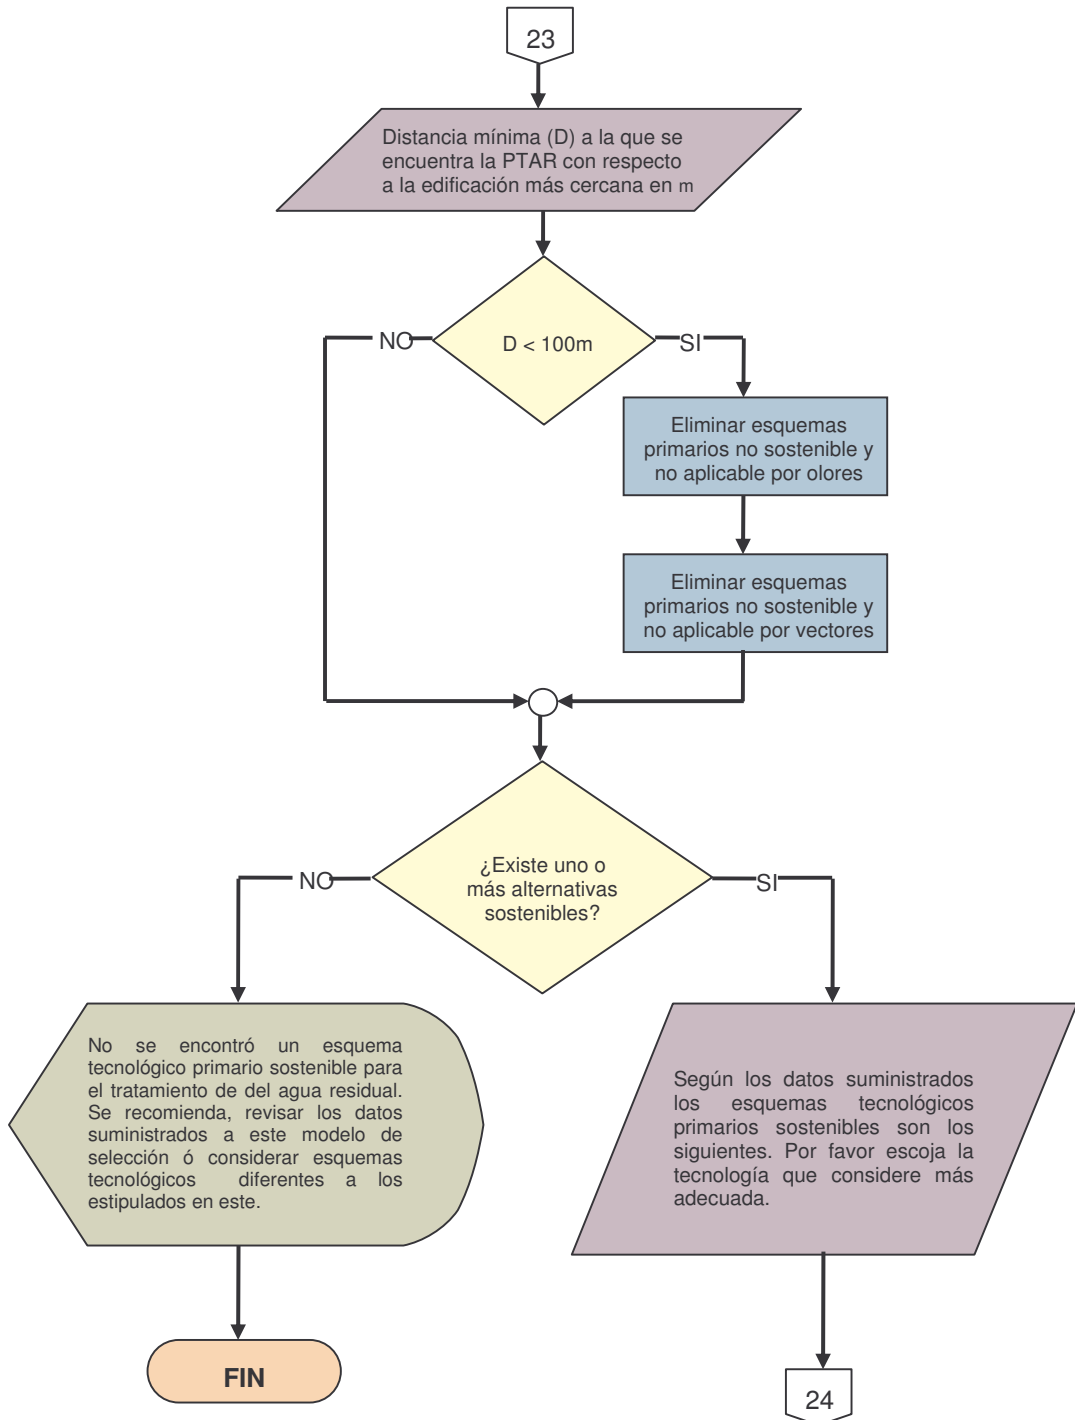 23
Distancia mínima (D) a la que se
encuentra la PTAR con respecto
a la edificación más cercana en m
D < 100m
NO
SI
Eliminar esquemas
primarios no sostenible y
no aplicable por olores
Eliminar esquemas
primarios no sostenible y
no aplicable por vectores
¿Existe uno o
más alternativas
sostenibles?
NO
SI
No se encontró un esquema
tecnológico primario sostenible para
el tratamiento de del agua residual.
Se recomienda, revisar los datos
suministrados a este modelo de
selección ó considerar esquemas
tecnológicos diferentes a los
estipulados en este.
Según los datos suministrados
los esquemas tecnológicos
primarios sostenibles son los
siguientes. Por favor escoja la
tecnología que considere más
adecuada.
FIN
24